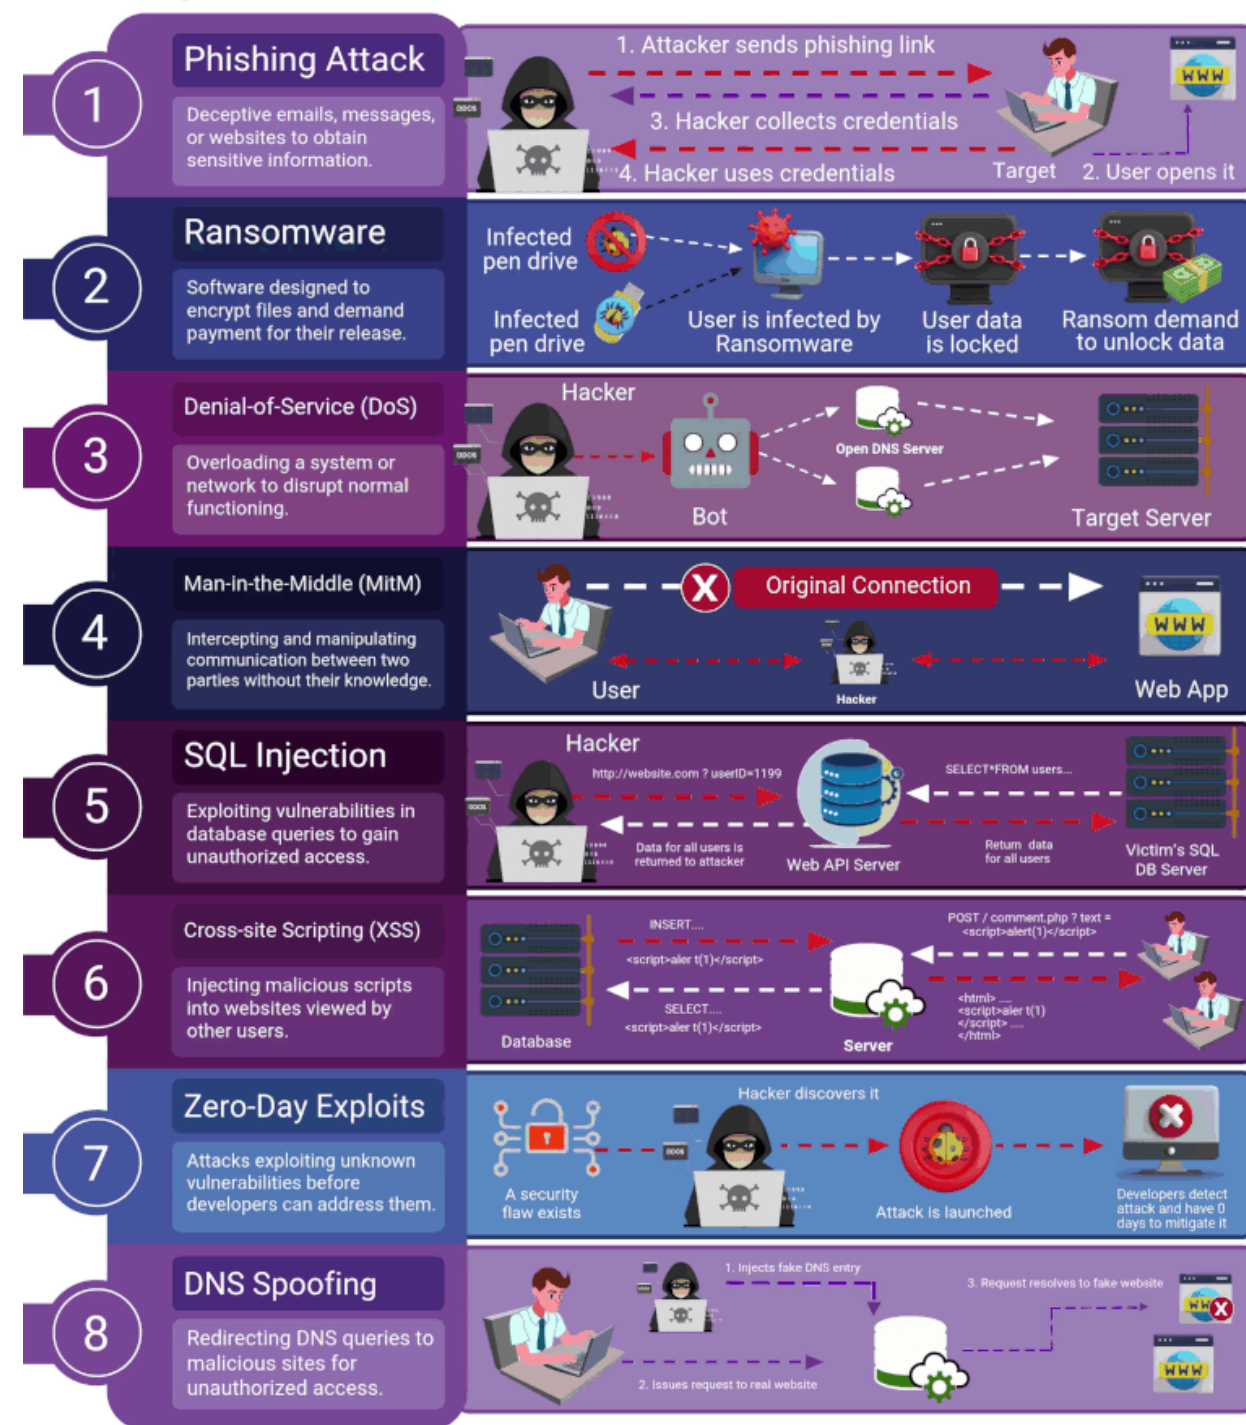 1
Phishing Attack
Deceptive emails, messages,
or websites to obtain
sensitive information.
DDOS
1. Attacker sends phishing link
3. Hacker collects credentials
4. Hacker uses credentials
Target
WWW
2. User opens it
2
Ransomware
Software designed to
encrypt files and demand
payment for their release.
Infected
pen drive
Infected
pen drive
User is infected by
Ransomware
User data
is locked
Ransom demand
to unlock data
3
Denial-of-Service (DoS)
Overloading a system or
network to disrupt normal
functioning.
Hacker
DDOS
Bot
Open DNS Server
Target Server
4
Man-in-the-Middle (MitM)
Intercepting and manipulating
communication between two
parties without their knowledge.
X
Original Connection
User
Hacker
WWW
Web App
5
SQL Injection
Exploiting vulnerabilities in
database queries to gain
unauthorized access.
Hacker
DDOS
http://website.com ? userID=1199
Data for all users is
returned to attacker
Web API Server
SELECT*FROM users...
Return data
for all users
Victim's SQL
DB Server
6
Cross-site Scripting (XSS)
Injecting malicious scripts
into websites viewed by
other users.
Database
INSERT....
<script>aler t(1)</script>
SELECT....
<script>aler t(1)</script>
Server
POST / comment.php ? text =
<script>alert(1)</script>
<html> ....
<script>aler t(1)
</script> ....
</html>
7
Zero-Day Exploits
Attacks exploiting unknown
vulnerabilities before
developers can address them.
A security
flaw exists
Hacker discovers it
DDOS
Attack is launched
Developers detect
attack and have 0
days to mitigate it
8
DNS Spoofing
Redirecting DNS queries to
malicious sites for
unauthorized access.
1. Injects fake DNS entry
2. Issues request to real website
3. Request resolves to fake website
WWW